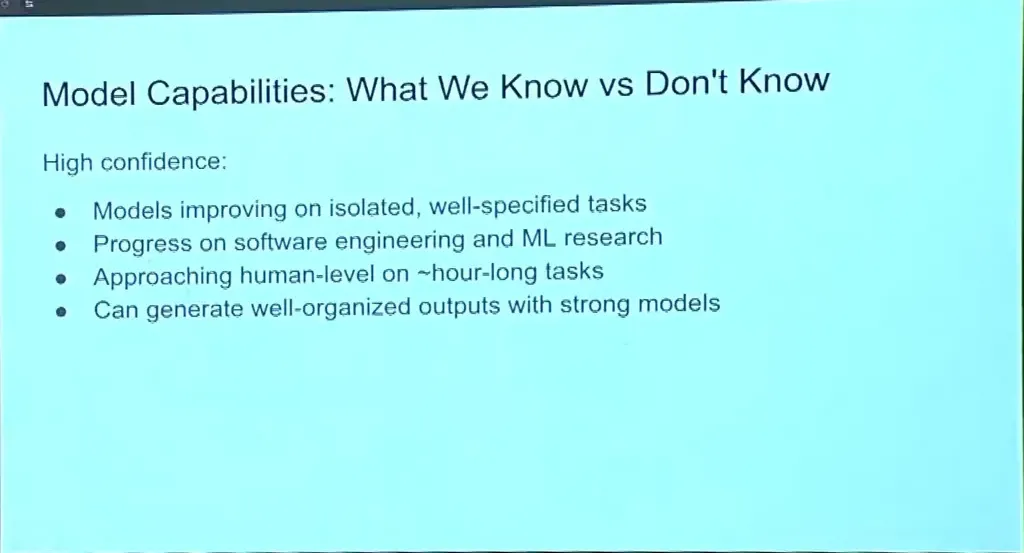 Model Capabilities: What We Know vs Don't Know
High confidence:
● Models improving on isolated, well-specified tasks
● Progress on software engineering and ML research
● Approaching human-level on ~hour-long tasks
● Can generate well-organized outputs with strong models